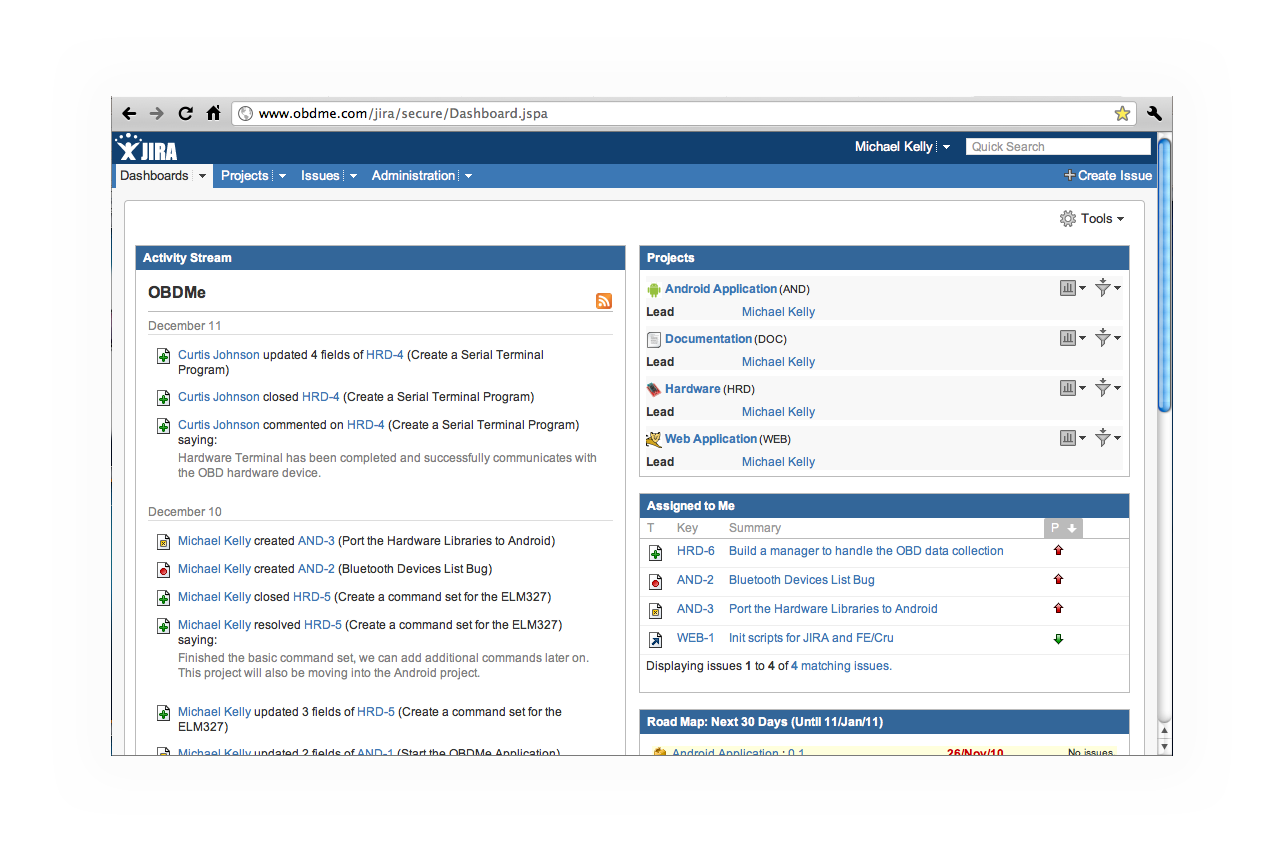 www.obdme.com/jira/secure/Dashboard.jspa
JIRA
Michael Kelly
Quick Search
Dashboards
Projects
Issues
Administration
Create Issue
Tools
Activity Stream
OBDMe
December 11
Curtis Johnson updated 4 fields of HRD-4 (Create a Serial Terminal
Program)
Curtis Johnson closed HRD-4 (Create a Serial Terminal Program)
Curtis Johnson commented on HRD-4 (Create a Serial Terminal Program)
saying:
Hardware Terminal has been completed and successfully communicates with
the OBD hardware device.
December 10
Michael Kelly created AND-3 (Port the Hardware Libraries to Android)
Michael Kelly created AND-2 (Bluetooth Devices List Bug)
Michael Kelly closed HRD-5 (Create a command set for the ELM327)
Michael Kelly resolved HRD-5 (Create a command set for the ELM327)
saying:
Finished the basic command set, we can add additional commands later on.
This project will also be moving into the Android project.
Michael Kelly updated 3 fields of HRD-5 (Create a command set for the
ELM327)
Michael Kelly updated 2 fields of AND-1 (Start the OBDMe Application)
Projects
Android Application (AND)
Lead Michael Kelly
Documentation (DOC)
Lead Michael Kelly
Hardware (HRD)
Lead Michael Kelly
Web Application (WEB)
Lead Michael Kelly
Assigned to Me
T Key Summary P
HRD-6 Build a manager to handle the OBD data collection
AND-2 Bluetooth Devices List Bug
AND-3 Port the Hardware Libraries to Android
WEB-1 Init scripts for JIRA and FE/Cru
Displaying issues 1 to 4 of 4 matching issues.
Road Map: Next 30 Days (Until 11/Jan/11)
Android Application : 0.1 26/Nov/10 No issues